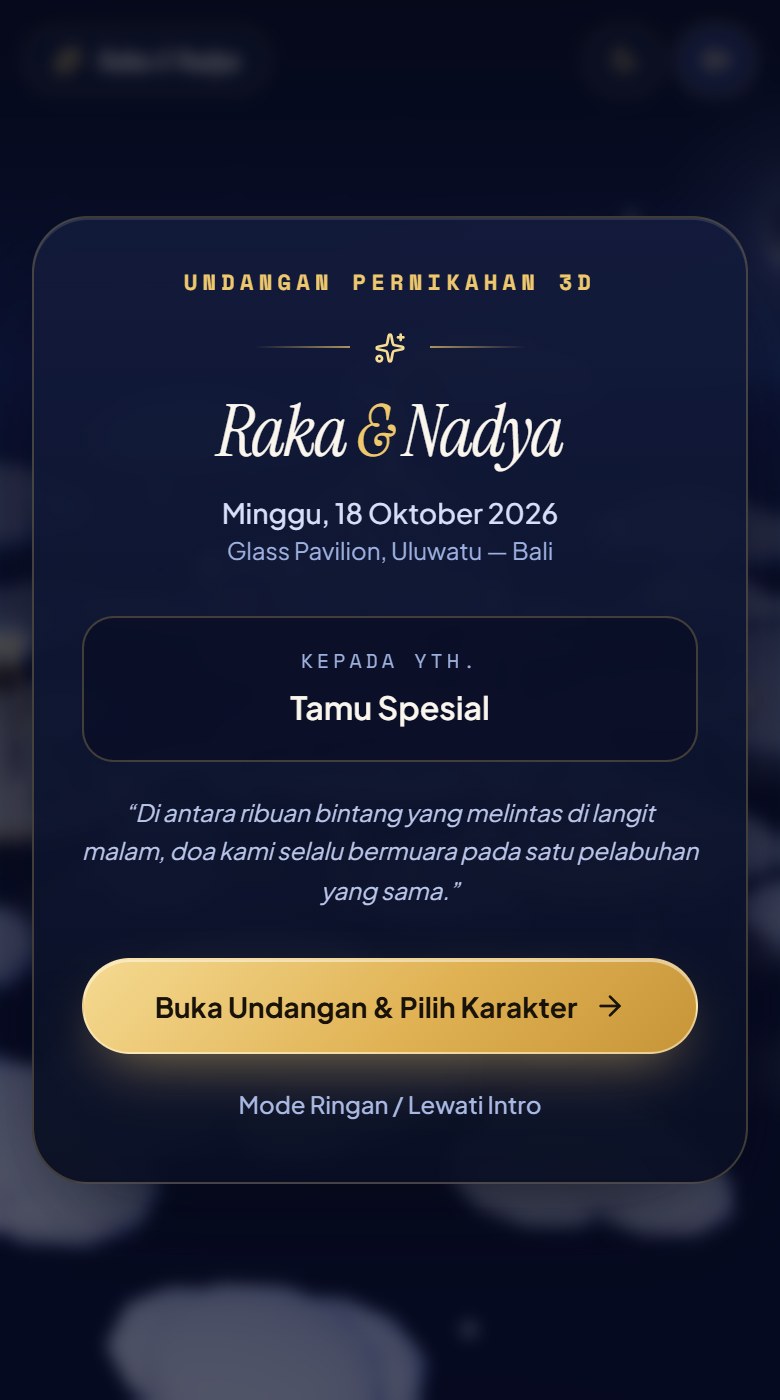 UNDANGAN PERNIKAHAN 3D
Raka & Nadya
Minggu, 18 Oktober 2026
Glass Pavilion, Uluwatu — Bali
KEPADA YTH.
Tamu Spesial
“Di antara ribuan bintang yang melintas di langit
malam, doa kami selalu bermuara pada satu pelabuhan
yang sama.”
Buka Undangan & Pilih Karakter →
Mode Ringan / Lewati Intro